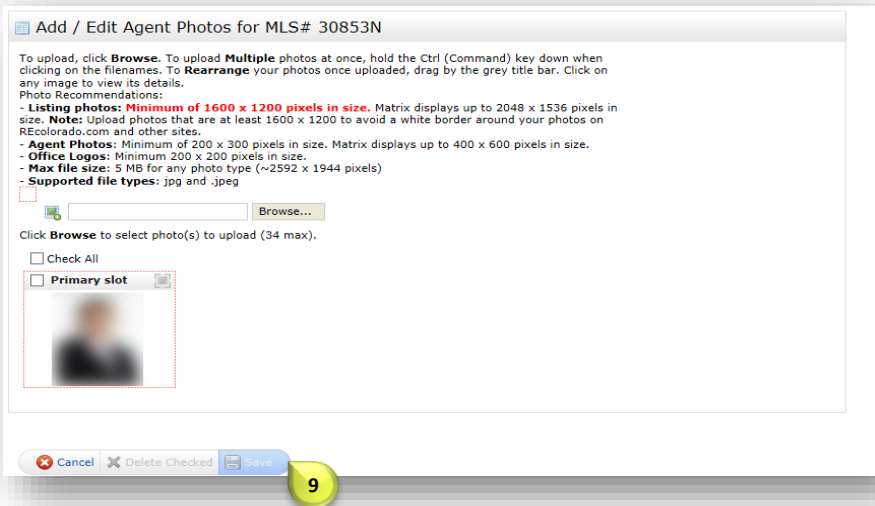 Add / Edit Agent Photos for MLS# 30853N
To upload, click Browse. To upload Multiple photos at once, hold the Ctrl (Command) key down when
clicking on the filenames. To Rearrange your photos once uploaded, drag by the grey title bar. Click on
any image to view its details.
Photo Recommendations:
- Listing photos: Minimum of 1600 x 1200 pixels in size. Matrix displays up to 2048 x 1536 pixels in
size. Note: Upload photos that are at least 1600 x 1200 to avoid a white border around your photos on
REcolorado.com and other sites.
- Agent Photos: Minimum of 200 x 300 pixels in size. Matrix displays up to 400 x 600 pixels in size.
- Office Logos: Minimum 200 x 200 pixels in size.
- Max file size: 5 MB for any photo type (~2592 x 1944 pixels)
- Supported file types: jpg and .jpeg
Browse...
Click Browse to select photo(s) to upload (34 max).
Check All
Primary slot
Cancel Delete Checked Save
9